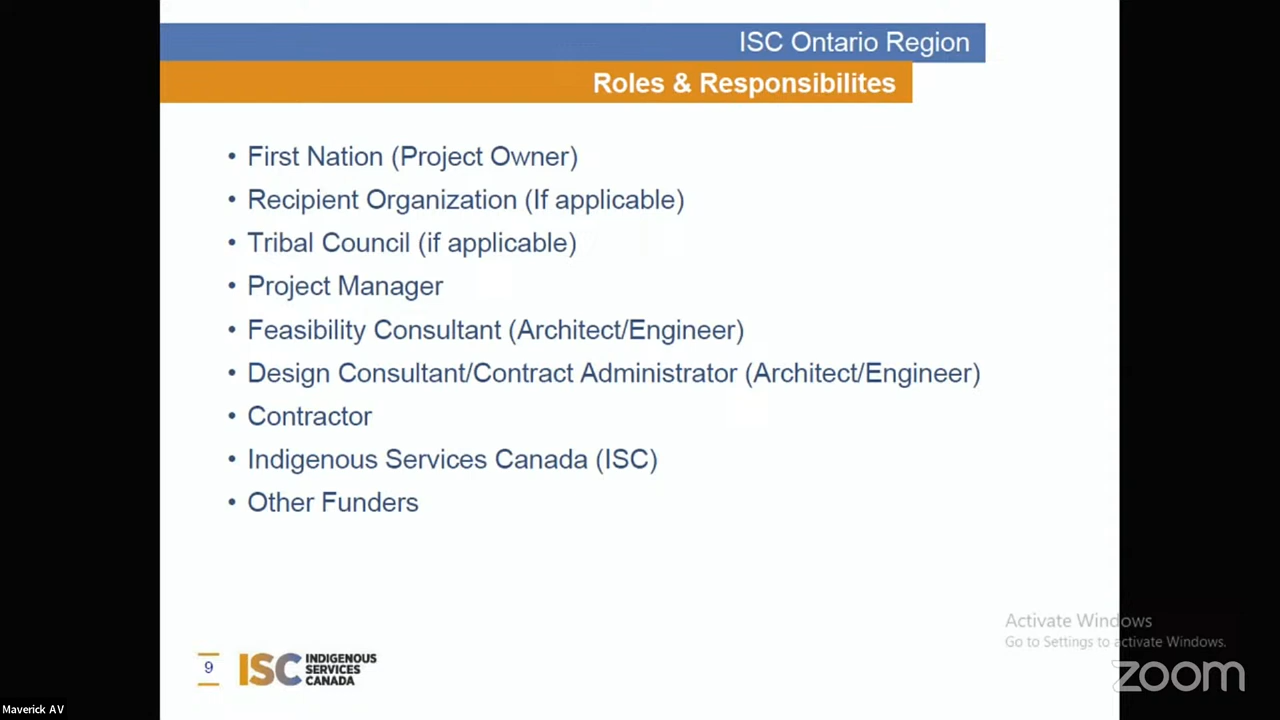 ISC Ontario Region
Roles & Responsibilites
• First Nation (Project Owner)
• Recipient Organization (If applicable)
• Tribal Council (if applicable)
• Project Manager
• Feasibility Consultant (Architect/Engineer)
• Design Consultant/Contract Administrator (Architect/Engineer)
• Contractor
• Indigenous Services Canada (ISC)
• Other Funders
Activate Windows
Go to Settings to activate Windows.
9
ISC
INDIGENOUS
SERVICES
CANADA
zoom
Maverick AV